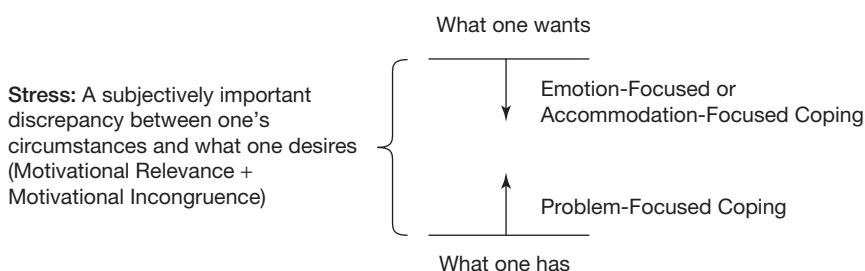 What one wants
Stress: A subjectively important
discrepancy between one's
circumstances and what one desires
(Motivational Relevance +
Motivational Incongruence)
Emotion-Focused or
Accommodation-Focused Coping
Problem-Focused Coping
What one has